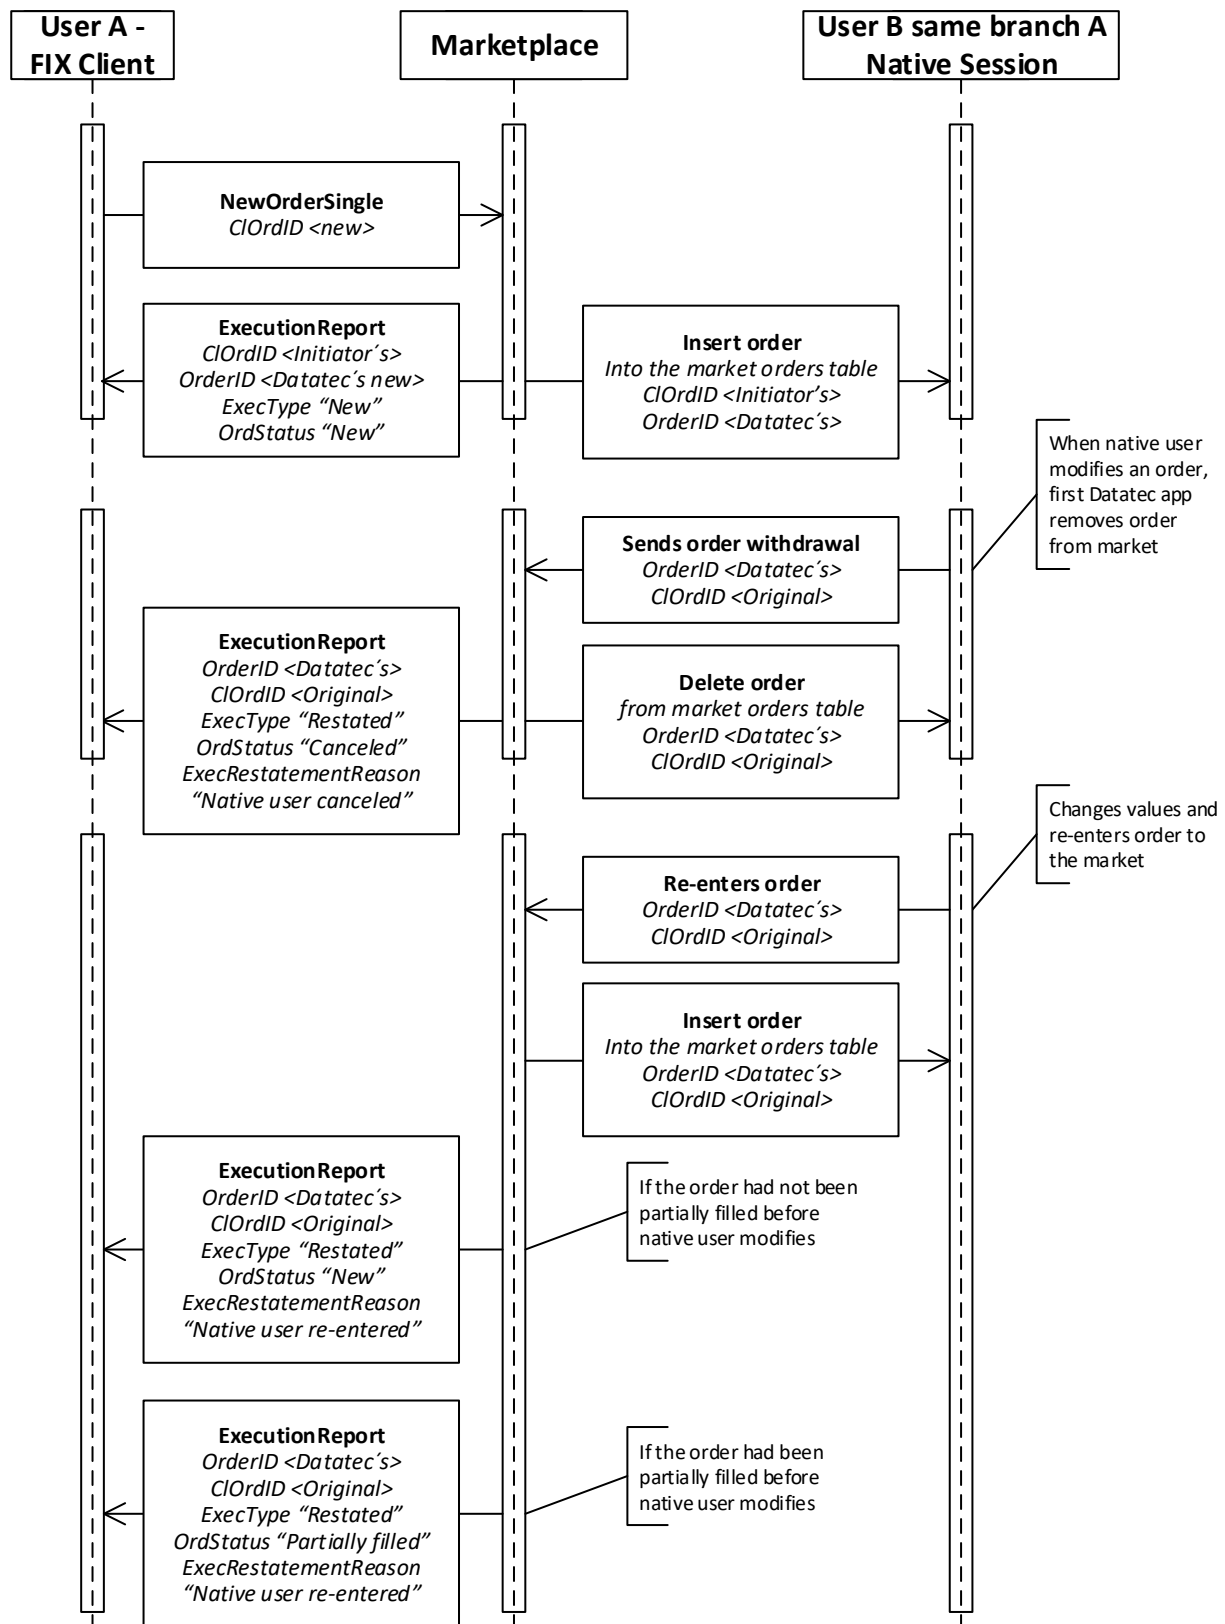 User A -
FIX Client
Marketplace
User B same branch A
Native Session
NewOrderSingle
ClOrdID <new>
ExecutionReport
ClOrdID <Initiator´s>
OrderID <Datatec´s new>
ExecType “New”
OrdStatus “New”
Insert order
Into the market orders table
ClOrdID <Initiator’s>
OrderID <Datatec´s>
When native user
modifies an order,
first Datatec app
removes order
from market
Sends order withdrawal
OrderID <Datatec´s>
ClOrdID <Original>
ExecutionReport
OrderID <Datatec´s>
ClOrdID <Original>
ExecType “Restated”
OrdStatus “Canceled”
ExecRestatementReason
“Native user canceled”
Delete order
from market orders table
OrderID <Datatec´s>
ClOrdID <Original>
Changes values and
re-enters order to
the market
Re-enters order
OrderID <Datatec´s>
ClOrdID <Original>
Insert order
Into the market orders table
OrderID <Datatec´s>
ClOrdID <Original>
ExecutionReport
OrderID <Datatec´s>
ClOrdID <Original>
ExecType “Restated”
OrdStatus “New”
ExecRestatementReason
“Native user re-entered”
If the order had not been
partially filled before
native user modifies
ExecutionReport
OrderID <Datatec´s>
ClOrdID <Original>
ExecType “Restated”
OrdStatus “Partially filled”
ExecRestatementReason
“Native user re-entered”
If the order had been
partially filled before
native user modifies